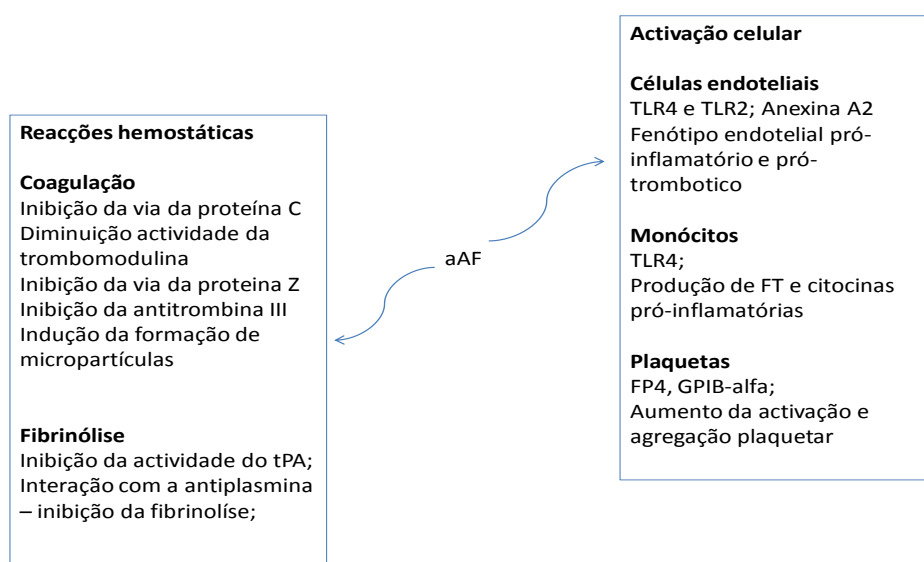 Reacções hemostáticas
Coagulação
Inibição da via da proteína C
Diminuição actividade da
trombomodulina
Inibição da via da proteina Z
Inibição da antitrombina III
Indução da formação de
micropartículas
Fibrinólise
Inibição da actividade do tPA;
Interação com a antiplasmina
– inibição da fibrinolíse;
aAF
Activação celular
Células endoteliais
TLR4 e TLR2; Anexina A2
Fenótipo endotelial pró-
inflamatório e pró-
trombotico
Monócitos
TLR4;
Produção de FT e citocinas
pró-inflamatórias
Plaquetas
FP4, GPIB-alfa;
Aumento da activação e
agregação plaquetar